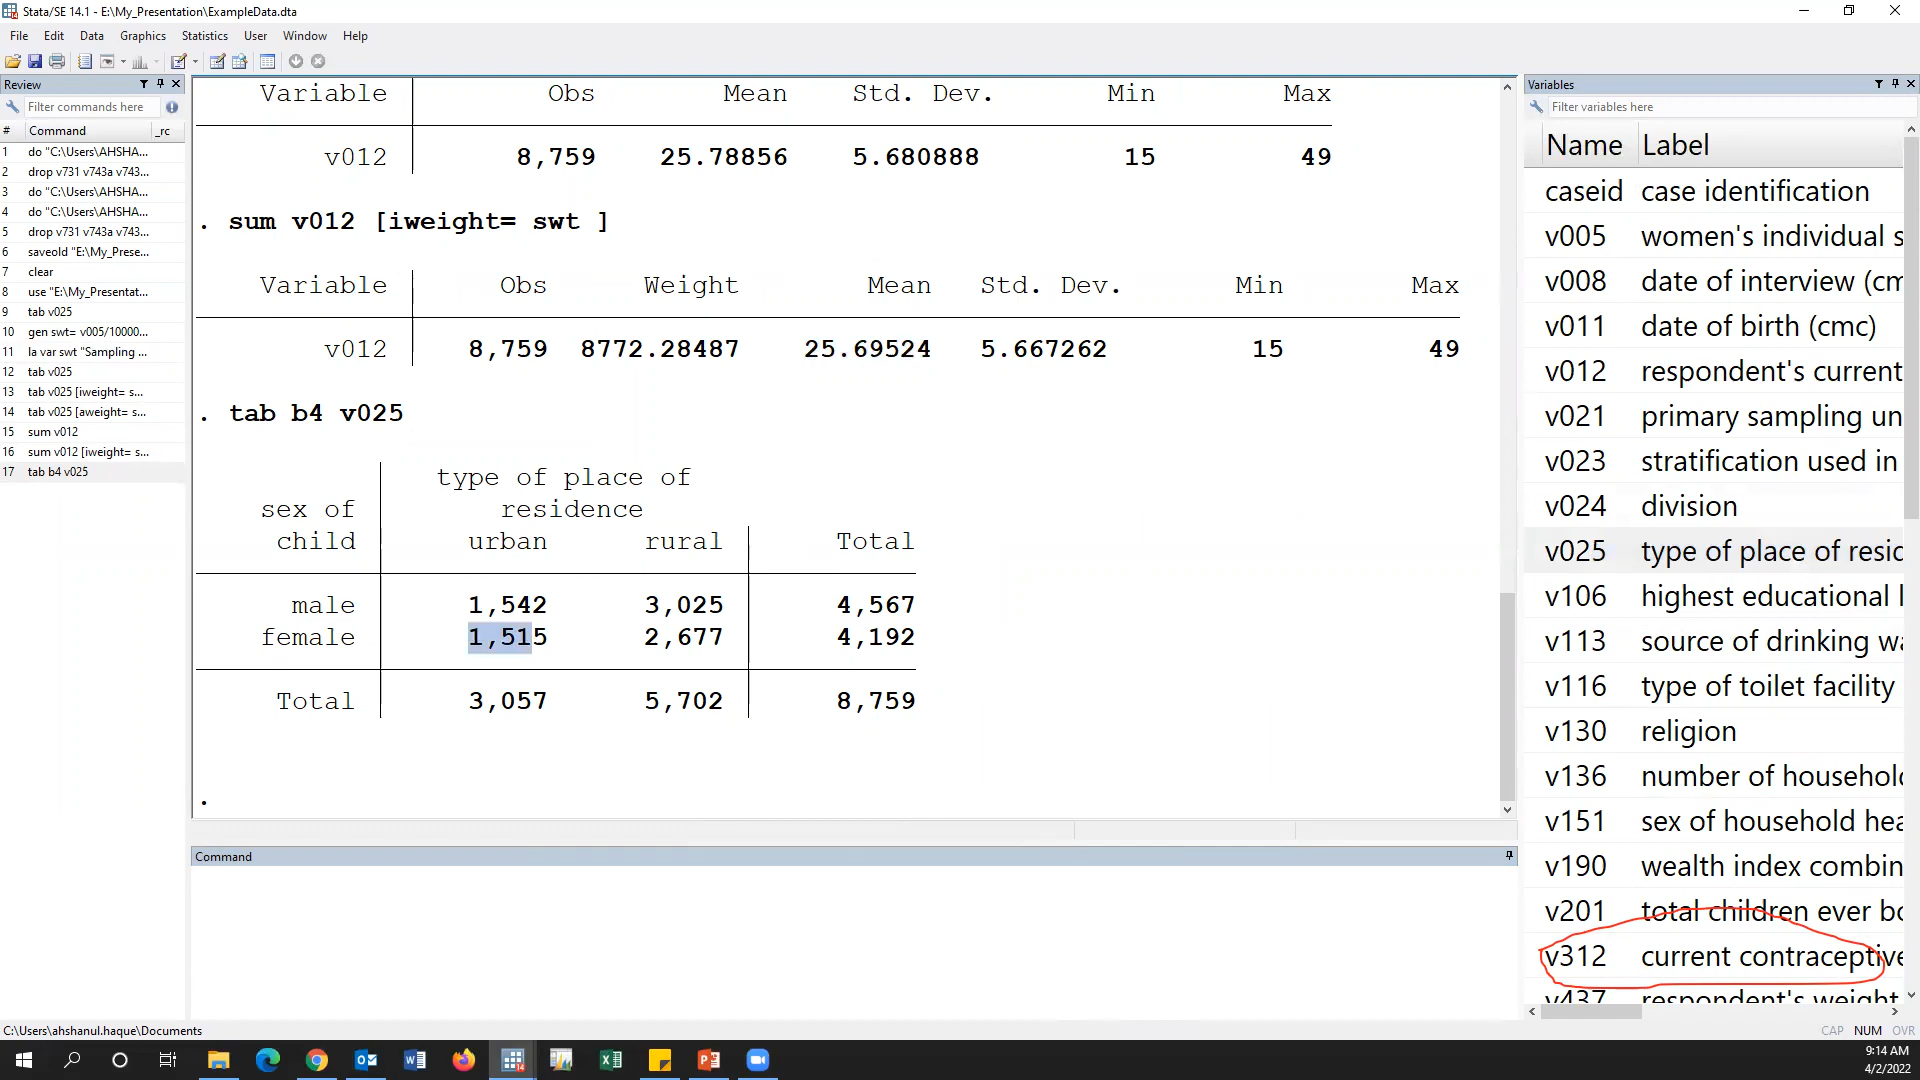 Stata/SE 14.1 - E:\My_Presentation\ExampleData.dta
File Edit Data Graphics Statistics User Window Help
Review
Filter commands here
# Command _rc
1 do "C:\Users\AHSHA...
2 drop v731 v743a v743...
3 do "C:\Users\AHSHA...
4 do "C:\Users\AHSHA...
5 drop v731 v743a v743...
6 saveold "E:\My_Prese...
7 clear
8 use "E:\My_Presentat...
9 tab v025
10 gen swt= v005/10000...
11 la var swt "Sampling ...
12 tab v025
13 tab v025 [iweight= s...
14 tab v025 [aweight= s...
15 sum v012
16 sum v012 [iweight= s...
17 tab b4 v025
Variable Obs Mean Std. Dev. Min Max
v012 8,759 25.78856 5.680888 15 49
. sum v012 [iweight= swt ]
Variable Obs Weight Mean Std. Dev. Min Max
v012 8,759 8772.28487 25.69524 5.667262 15 49
. tab b4 v025
type of place of
sex of residence
child urban rural Total
male 1,542 3,025 4,567
female 1,515 2,677 4,192
Total 3,057 5,702 8,759
.
Command
Variables
Filter variables here
Name Label
caseid case identification
v005 women's individual s
v008 date of interview (cm
v011 date of birth (cmc)
v012 respondent's current
v021 primary sampling un
v023 stratification used in
v024 division
v025 type of place of resid
v106 highest educational l
v113 source of drinking wa
v116 type of toilet facility
v130 religion
v136 number of household
v151 sex of household hea
v190 wealth index combin
v201 total children ever bo
v312 current contraceptive
v437 respondent's weight
C:\Users\ahshanul.haque\Documents
CAP NUM OVR
9:14 AM
4/2/2022